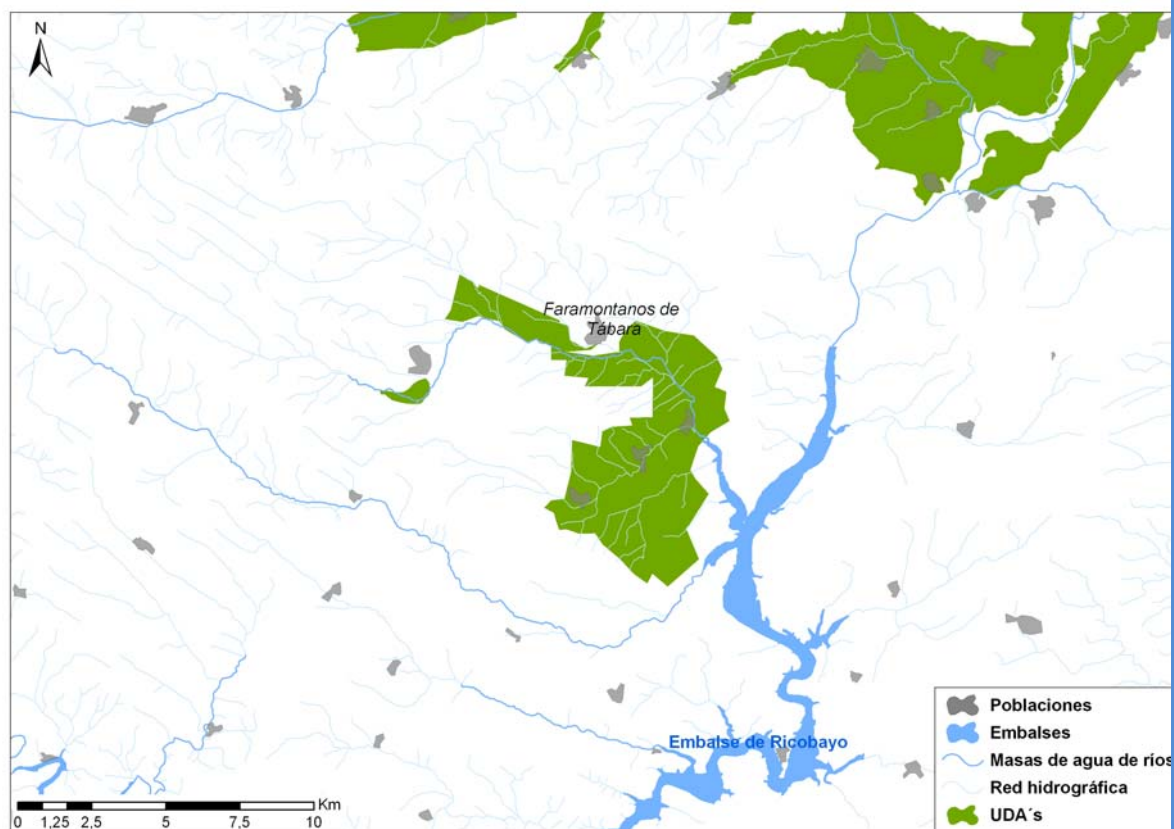 N
Faramontanos de
Tábara
Embalse de Ricobayo
Poblaciones
Embalses
Masas de agua de ríos
Red hidrográfica
UDA´s
Km
0 1,25 2,5 5 7,5 10